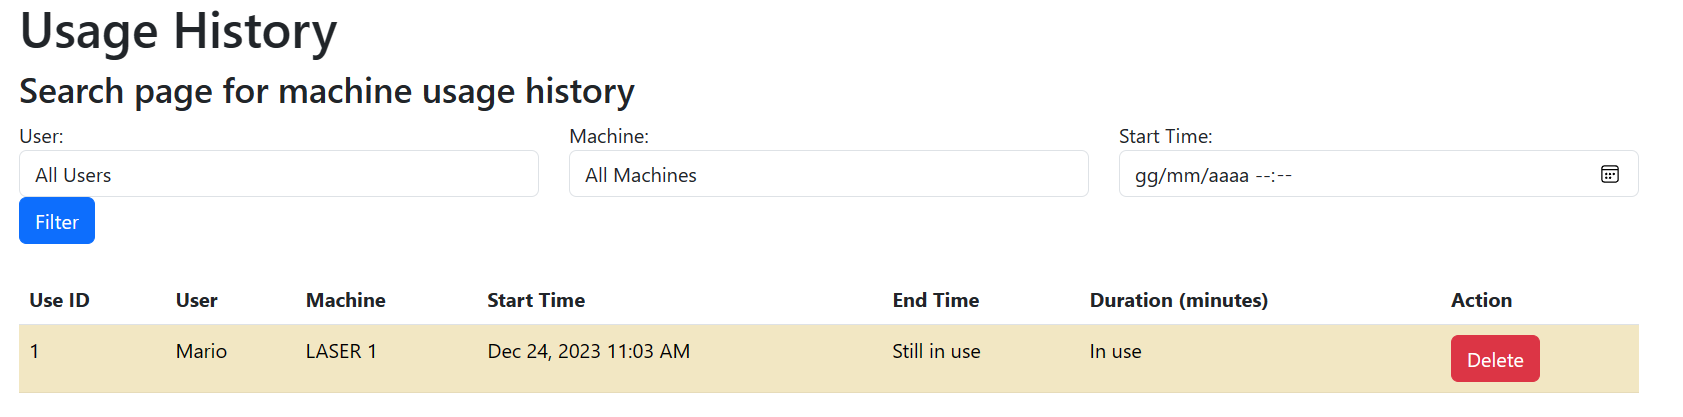 Usage History
Search page for machine usage history
User: Machine: Start Time:
All Users All Machines gg/mm/aaaa --:--
Filter
Use ID User Machine Start Time End Time Duration (minutes) Action
1 Mario LASER 1 Dec 24, 2023 11:03 AM Still in use In use Delete